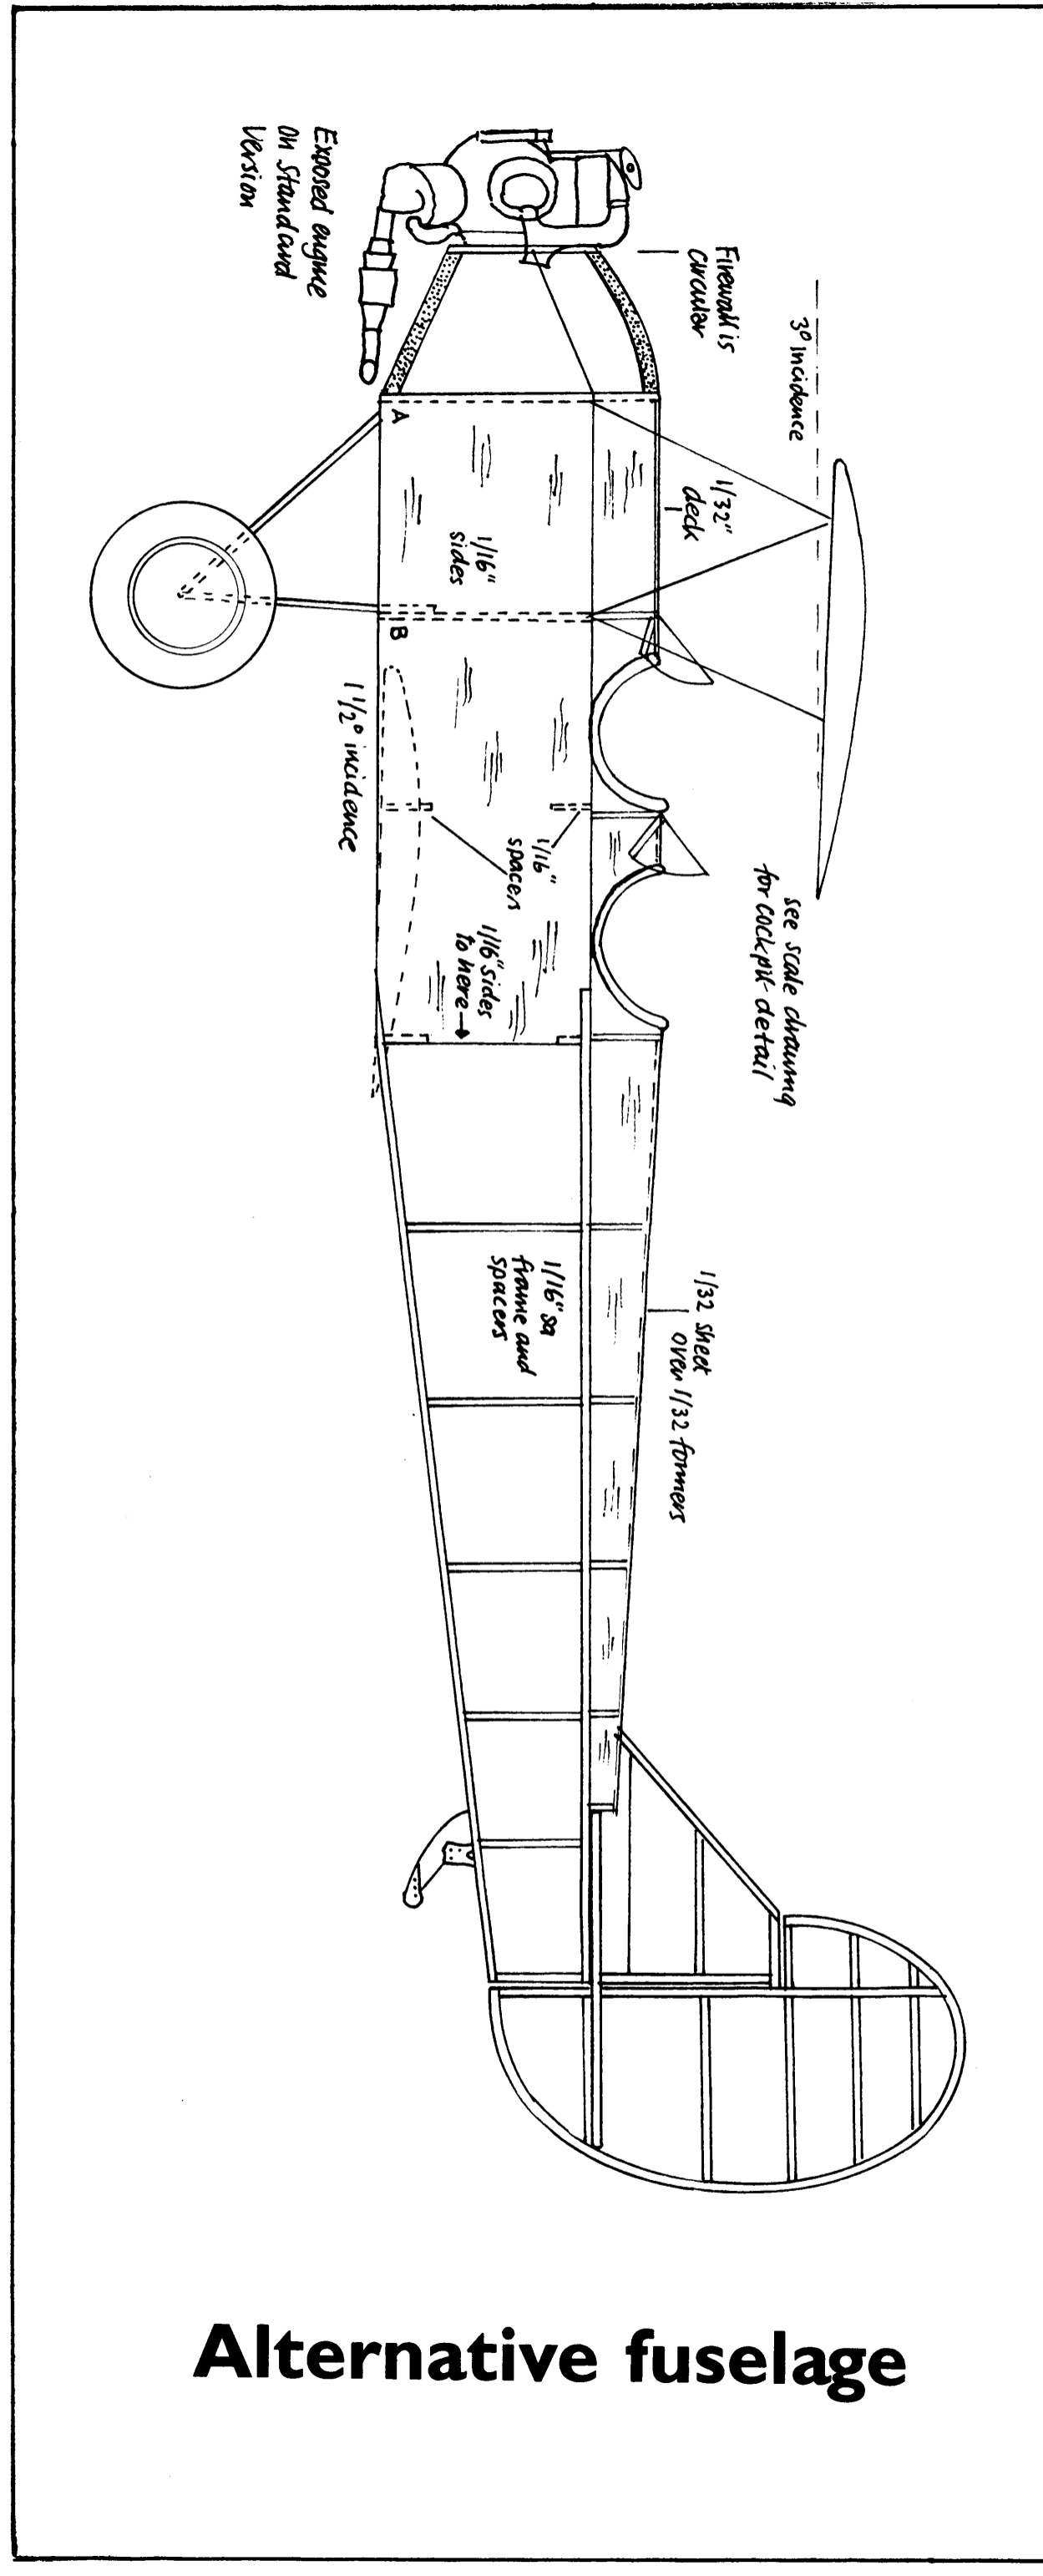 Exposed engine
on standard
version
Firewall is
circular
3° incidence
1/32"
deck
A
1/16"
sides
B
1 1/2° incidence
1/16"
spacers
1/16" sides
to here
see scale drawing
for cockpit detail
1/16" sq
frame and
spacers
1/32 sheet
over 1/32 formers
Alternative fuselage